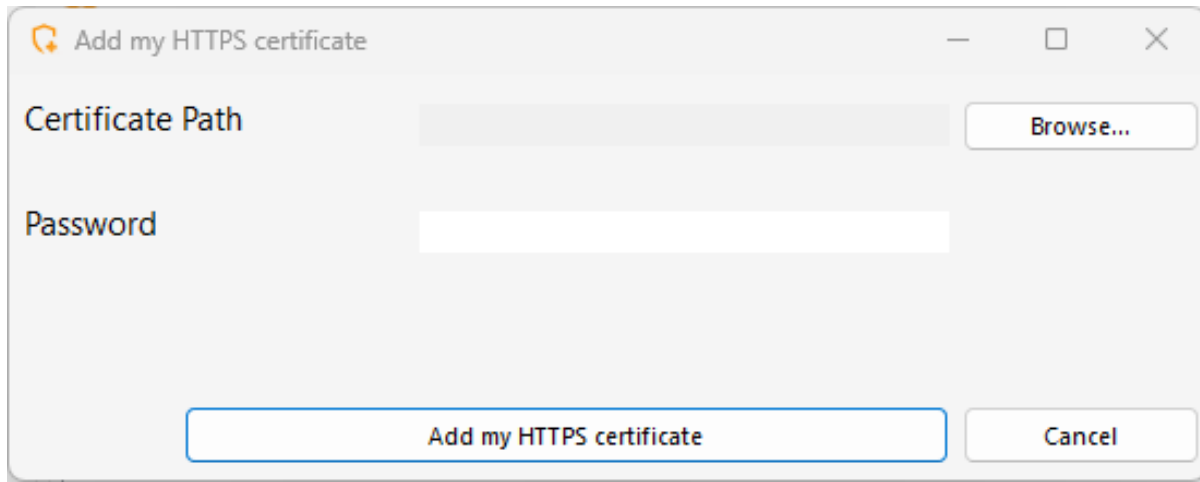 Add my HTTPS certificate
Certificate Path
Browse...
Password
Add my HTTPS certificate
Cancel